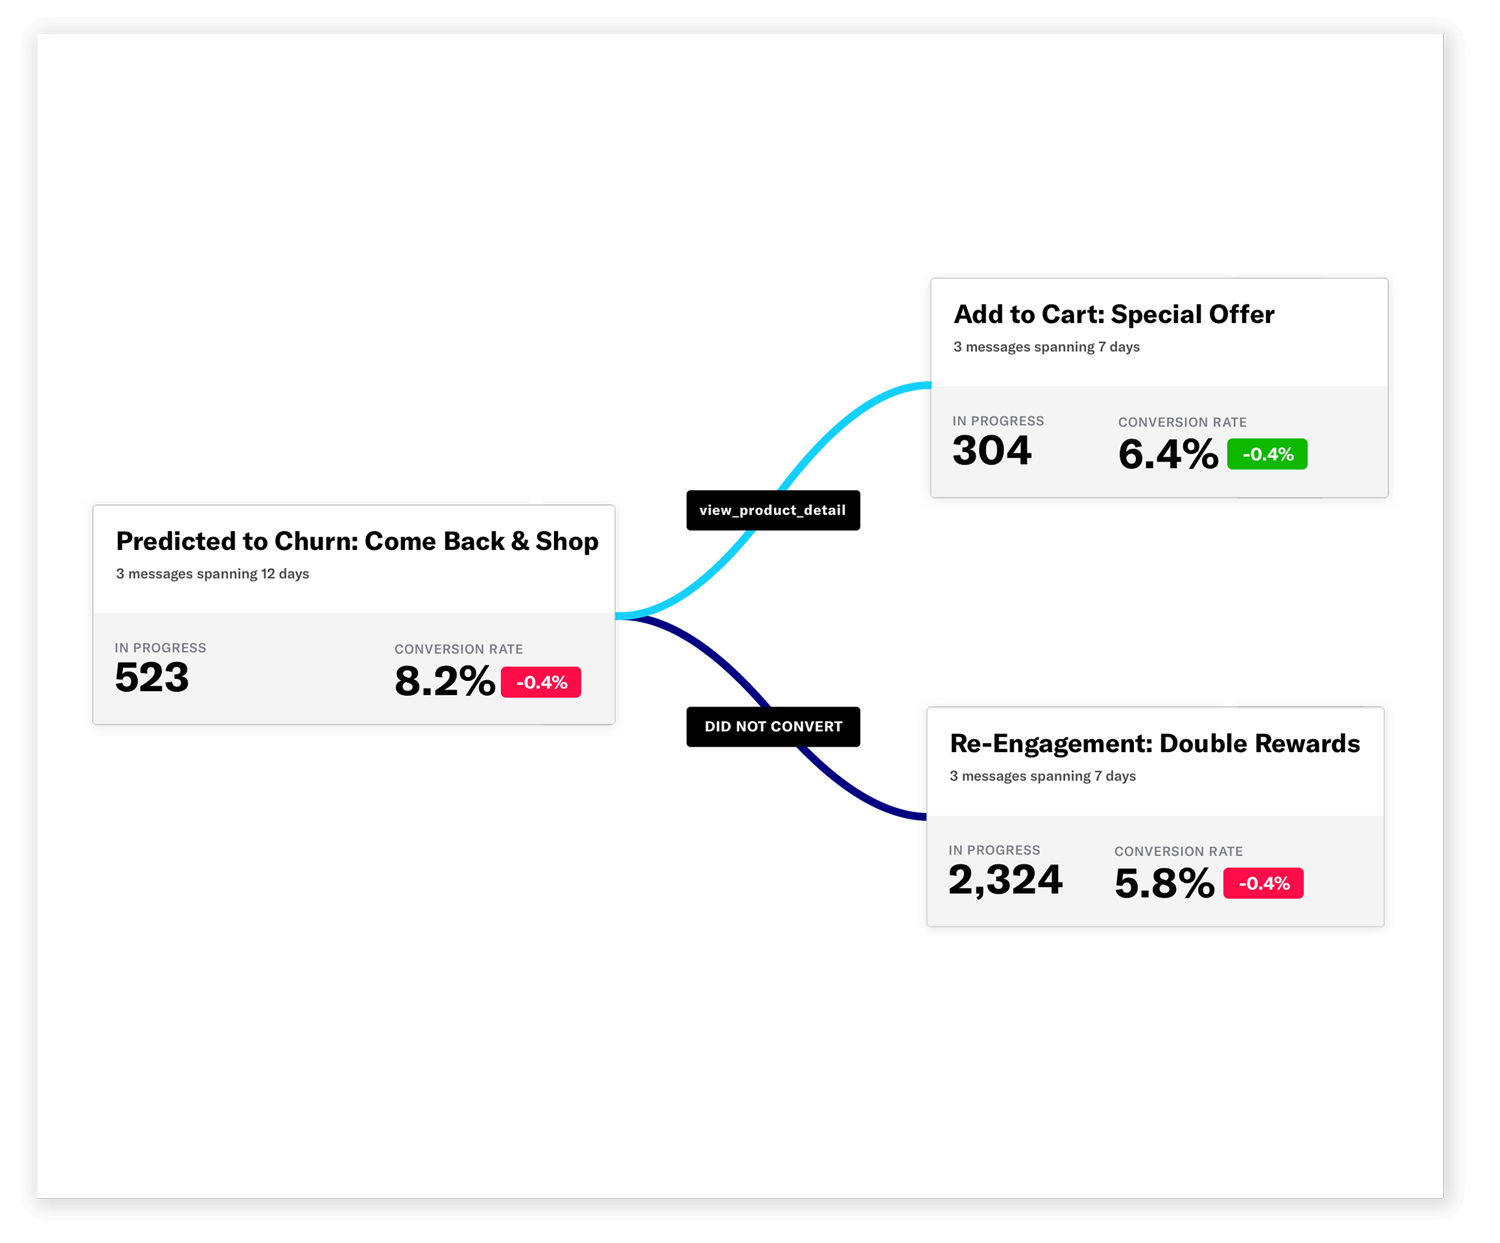 Predicted to Churn: Come Back & Shop
3 messages spanning 12 days
IN PROGRESS
523
CONVERSION RATE
8.2% -0.4%
view_product_detail
DID NOT CONVERT
Add to Cart: Special Offer
3 messages spanning 7 days
IN PROGRESS
304
CONVERSION RATE
6.4% -0.4%
Re-Engagement: Double Rewards
3 messages spanning 7 days
IN PROGRESS
2,324
CONVERSION RATE
5.8% -0.4%